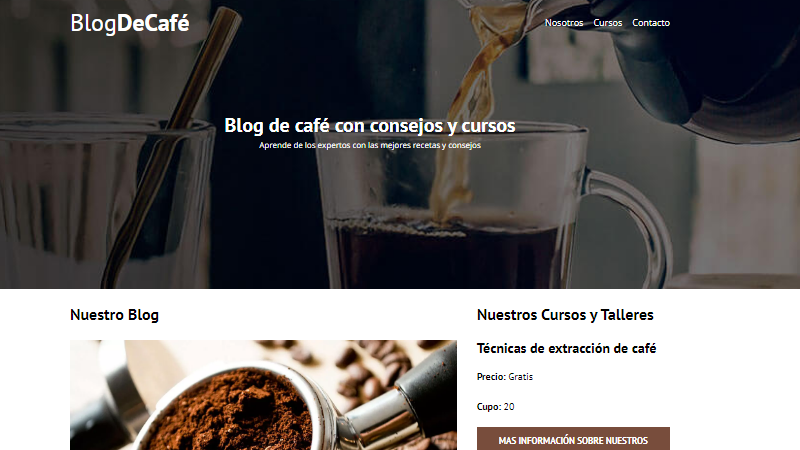 BlogDeCafé
Nosotros Cursos Contacto
Blog de café con consejos y cursos
Aprende de los expertos con las mejores recetas y consejos
Nuestro Blog
Nuestros Cursos y Talleres
Técnicas de extracción de café
Precio: Gratis
Cupo: 20
MAS INFORMACIÓN SOBRE NUESTROS